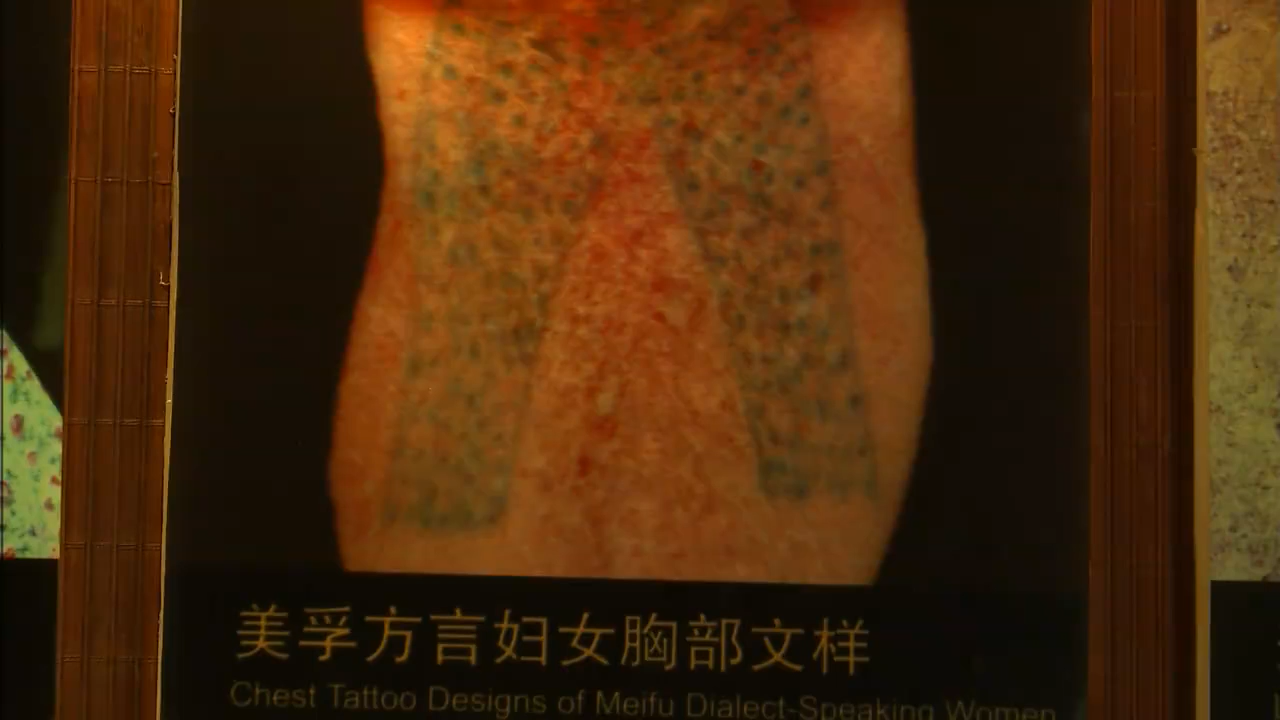 美孚方言妇女胸部文样
Chest Tattoo Designs of Meifu Dialect-Speaking Women